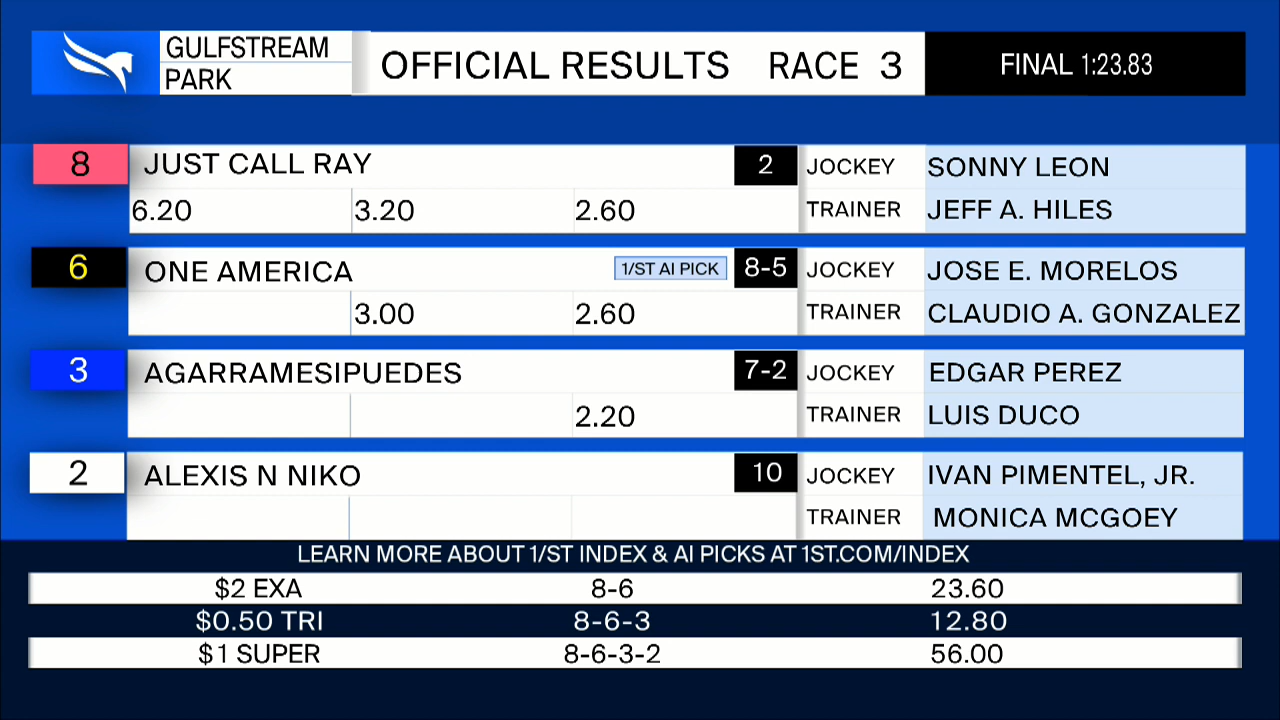 GULFSTREAM PARK
OFFICIAL RESULTS RACE 3
FINAL 1:23.83
8 JUST CALL RAY 2 JOCKEY SONNY LEON
6.20 3.20 2.60 TRAINER JEFF A. HILES
6 ONE AMERICA 1/ST AI PICK 8-5 JOCKEY JOSE E. MORELOS
3.00 2.60 TRAINER CLAUDIO A. GONZALEZ
3 AGARRAMESIPUEDES 7-2 JOCKEY EDGAR PEREZ
2.20 TRAINER LUIS DUCO
2 ALEXIS N NIKO 10 JOCKEY IVAN PIMENTEL, JR.
TRAINER MONICA MCGOEY
LEARN MORE ABOUT 1/ST INDEX & AI PICKS AT 1ST.COM/INDEX
$2 EXA 8-6 23.60
$0.50 TRI 8-6-3 12.80
$1 SUPER 8-6-3-2 56.00